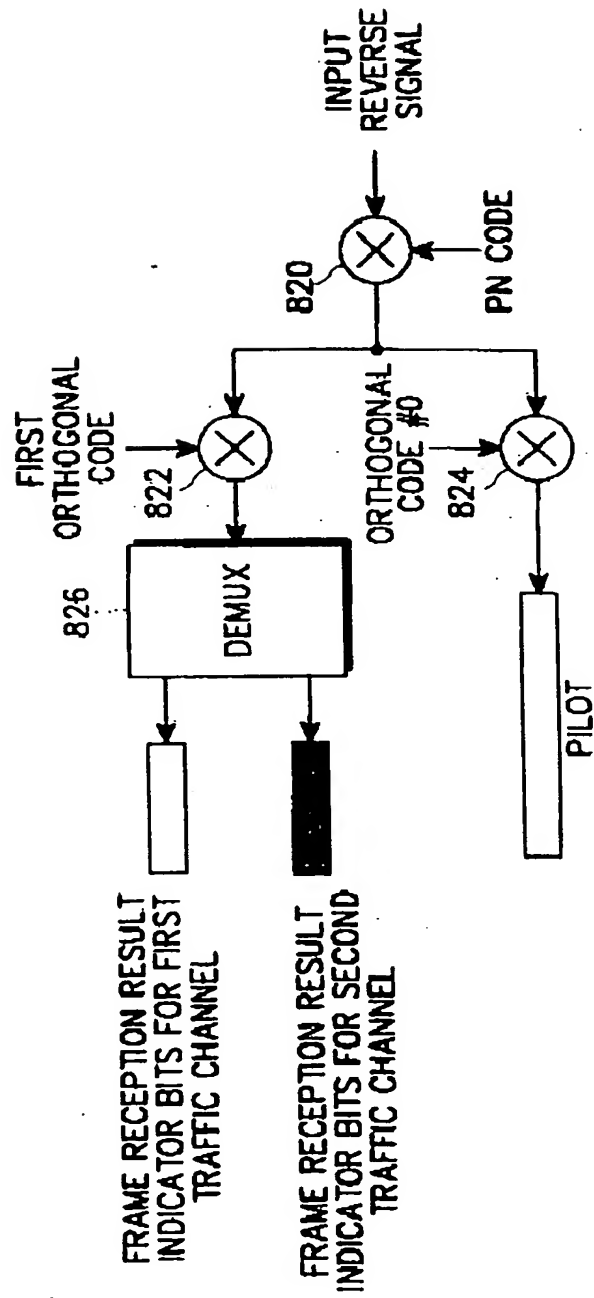 INPUT
REVERSE
SIGNAL
820
PN CODE
FIRST
ORTHOGONAL
CODE
822
ORTHOGONAL
CODE #0
824
826
DEMUX
FRAME RECEPTION RESULT
INDICATOR BITS FOR FIRST
TRAFFIC CHANNEL
FRAME RECEPTION RESULT
INDICATOR BITS FOR SECOND
TRAFFIC CHANNEL
PILOT